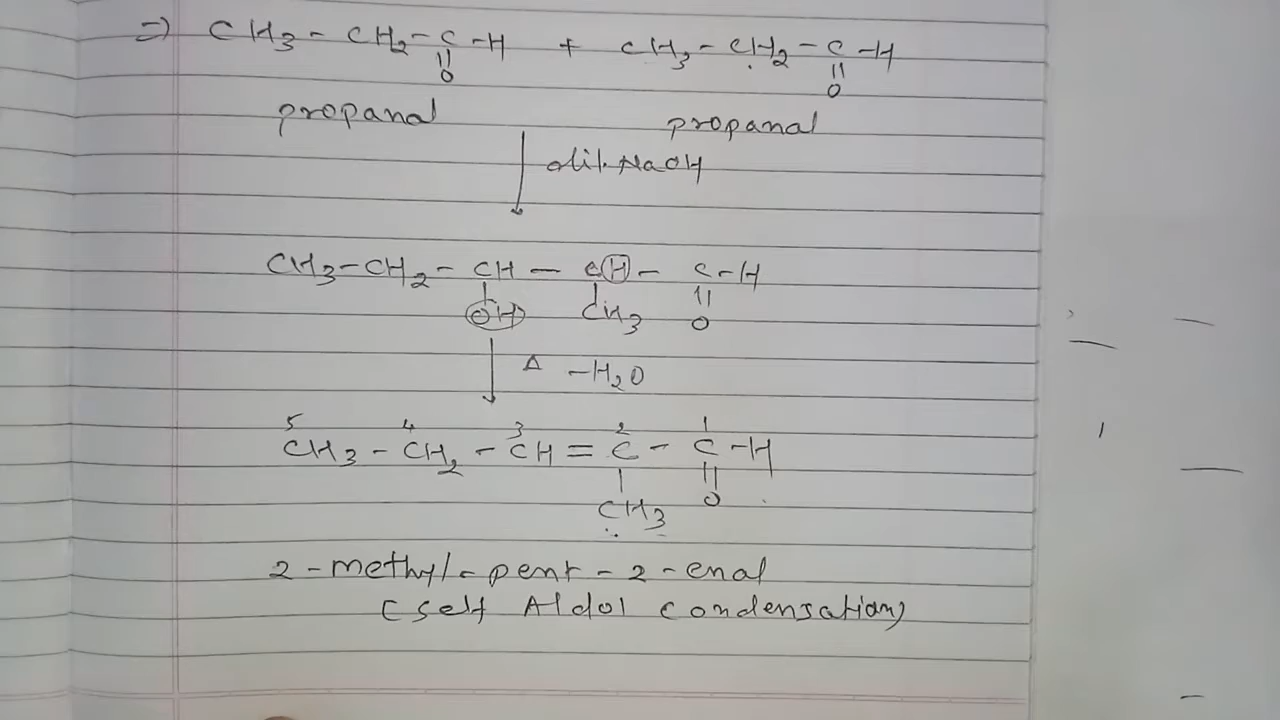 => CH3 - CH2 - C - H + CH3 - CH2 - C - H
|| ||
O O
propanal propanal
dil. NaOH
CH3 - CH2 - CH - CH - C - H
| | ||
OH CH3 O
Δ -H2O
5 4 3 2 1
CH3 - CH2 - CH = C - C - H
| ||
CH3 O
2 - methyl - pent - 2 - enal
(self Aldol condensation)